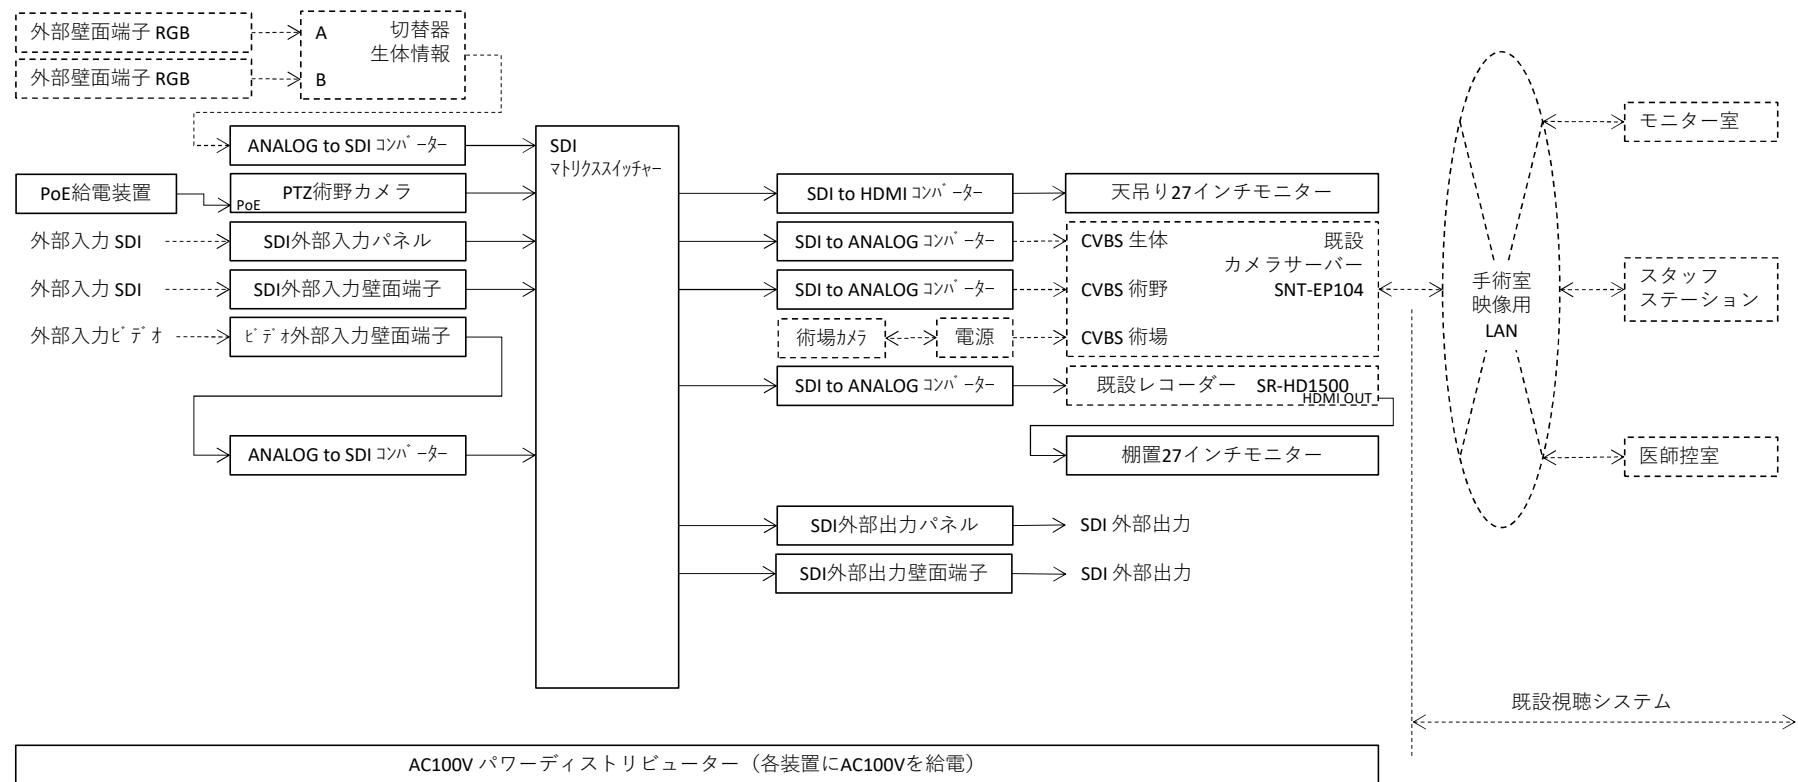 外部壁面端子 RGB
外部壁面端子 RGB
A
B
切替器
生体情報
ANALOG to SDI ｺﾝﾊﾞｰﾀｰ
PoE給電装置
PoE
PTZ術野カメラ
外部入力 SDI
SDI外部入力パネル
外部入力 SDI
SDI外部入力壁面端子
外部入力ﾋﾞﾃﾞｵ
ﾋﾞﾃﾞｵ外部入力壁面端子
ANALOG to SDI ｺﾝﾊﾞｰﾀｰ
SDI
ﾏﾄﾘｸｽｽｲｯﾁｬｰ
SDI to HDMI ｺﾝﾊﾞｰﾀｰ
天吊り27インチモニター
SDI to ANALOG ｺﾝﾊﾞｰﾀｰ
CVBS 生体
既設
カメラサーバー
SNT-EP104
SDI to ANALOG ｺﾝﾊﾞｰﾀｰ
CVBS 術野
術場ｶﾒﾗ
電源
CVBS 術場
SDI to ANALOG ｺﾝﾊﾞｰﾀｰ
既設レコーダー SR-HD1500
HDMI OUT
棚置27インチモニター
SDI外部出力パネル
SDI 外部出力
SDI外部出力壁面端子
SDI 外部出力
手術室
映像用
LAN
モニター室
スタッフ
ステーション
医師控室
既設視聴システム
AC100V パワーディストリビューター（各装置にAC100Vを給電）